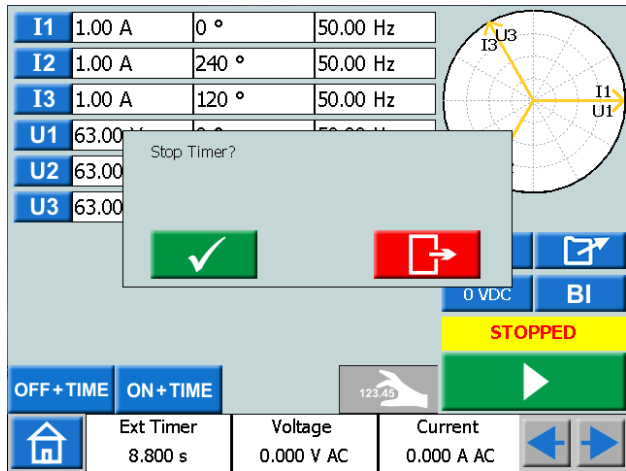 I1 1.00 A 0 ° 50.00 Hz
I2 1.00 A 240 ° 50.00 Hz
I3 1.00 A 120 ° 50.00 Hz
U1 63.00
U2 63.00
U3 63.00
U3
I3
I1
U1
Stop Timer?
0 VDC BI
STOPPED
OFF+TIME ON+TIME 123.45
Ext Timer Voltage Current
8.800 s 0.000 V AC 0.000 A AC